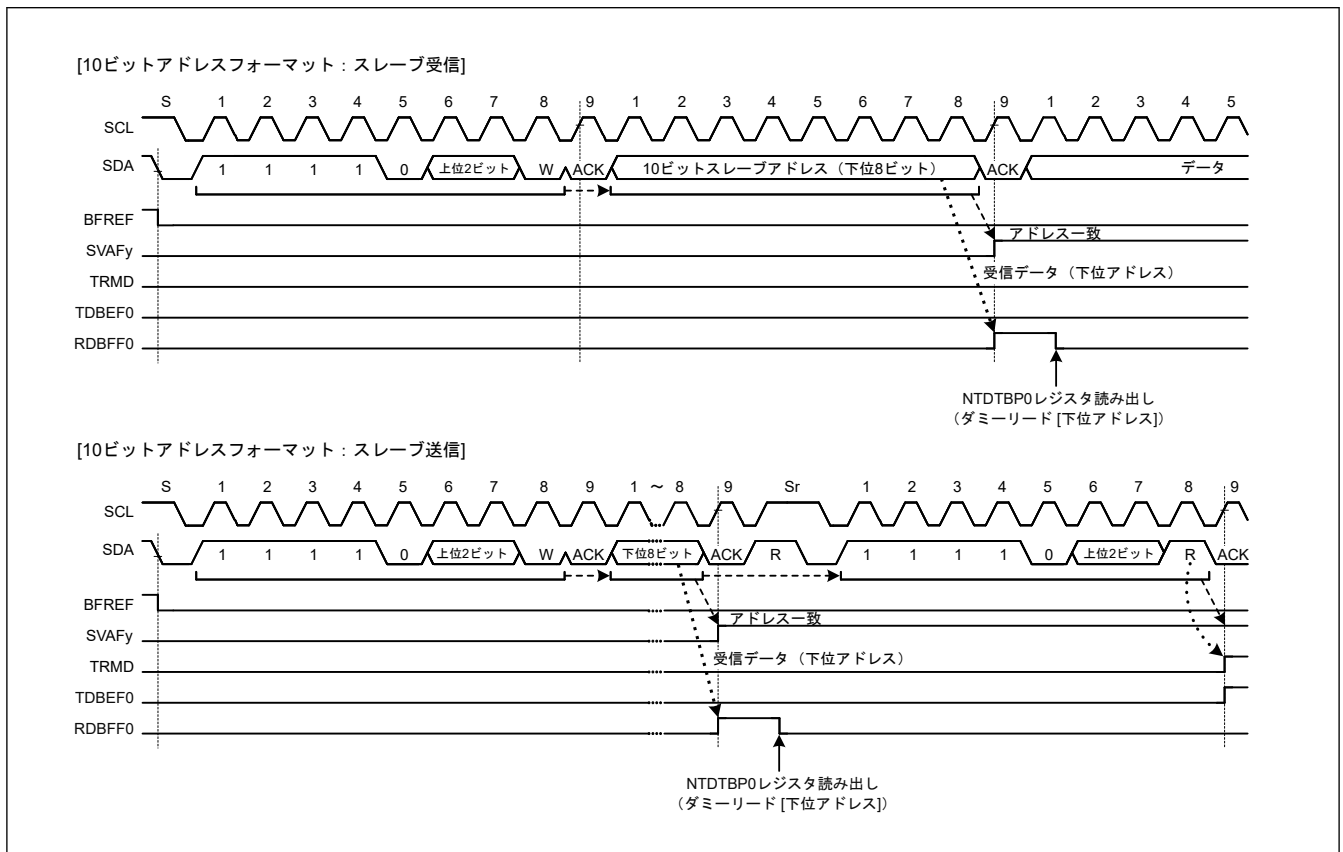 [10ビットアドレスフォーマット：スレーブ受信]
S 1 2 3 4 5 6 7 8 9 1 2 3 4 5 6 7 8 9 1 2 3 4 5
SCL
SDA 1 1 1 1 0 上位2ビット W ACK 10ビットスレーブアドレス（下位8ビット） ACK データ
BFREF
アドレス一致
SVAFy
受信データ（下位アドレス）
TRMD
TDBEF0
RDBFF0
NTDTBP0レジスタ読み出し
（ダミーリード [下位アドレス]）
[10ビットアドレスフォーマット：スレーブ送信]
S 1 2 3 4 5 6 7 8 9 1 ～ 8 9 Sr 1 2 3 4 5 6 7 8 9
SCL
SDA 1 1 1 1 0 上位2ビット W ACK 下位8ビット ACK R 1 1 1 1 0 上位2ビット R ACK
BFREF
アドレス一致
SVAFy
受信データ（下位アドレス）
TRMD
TDBEF0
RDBFF0
NTDTBP0レジスタ読み出し
（ダミーリード [下位アドレス]）